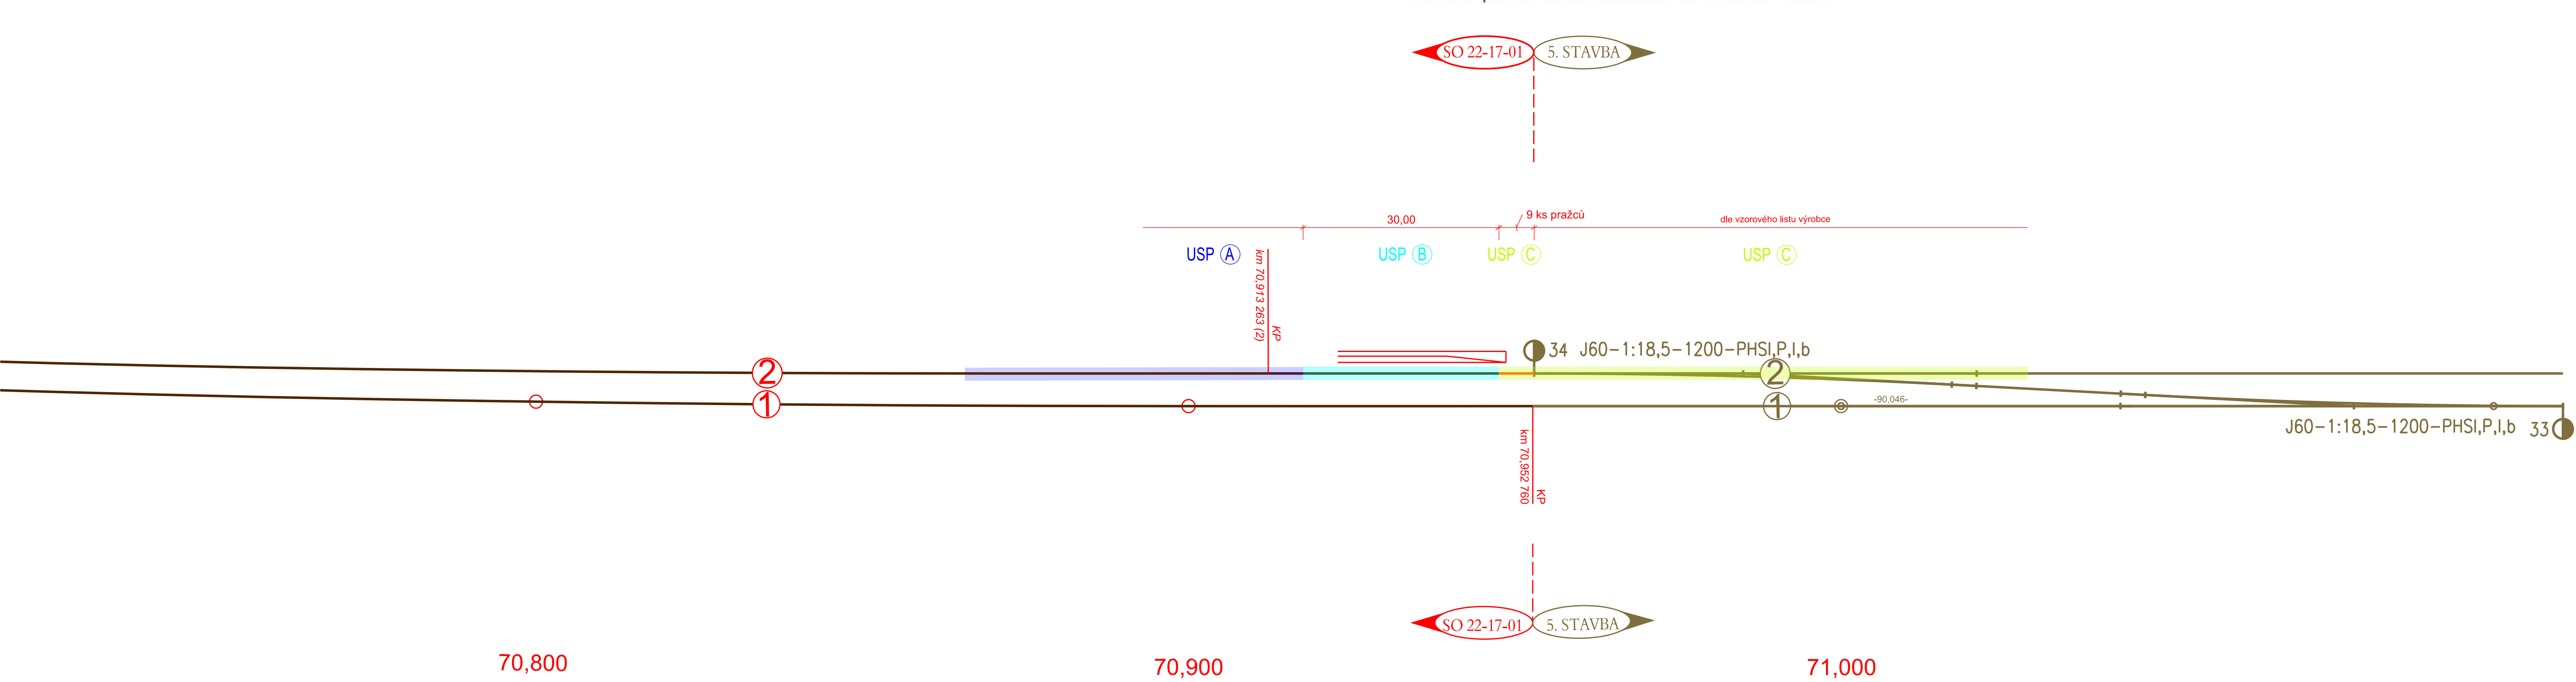 SO 22-17-01 5. STAVBA
30,00
9 ks pražců
dle vzorového listu výrobce
USP A
USP B
USP C
USP C
km 70,913 263 (2)
KP
34 J60-1:18,5-1200-PHSI,P,I,b
2
2
1
1
-90,046-
J60-1:18,5-1200-PHSI,P,I,b 33
km 70,952 760
KP
SO 22-17-01 5. STAVBA
70,800
70,900
71,000